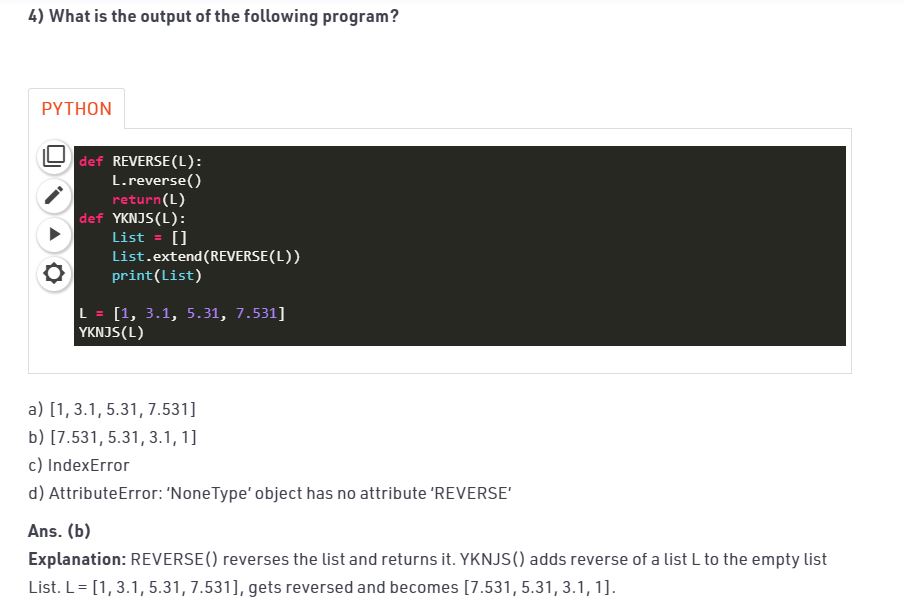 4) What is the output of the following program?
PYTHON
def REVERSE(L):
    L.reverse()
    return(L)
def YKNJS(L):
    List = []
    List.extend(REVERSE(L))
    print(List)
L = [1, 3.1, 5.31, 7.531]
YKNJS(L)
a) [1, 3.1, 5.31, 7.531]
b) [7.531, 5.31, 3.1, 1]
c) IndexError
d) AttributeError: ‘NoneType’ object has no attribute ‘REVERSE’
Ans. (b)
Explanation: REVERSE() reverses the list and returns it. YKNJS() adds reverse of a list L to the empty list
List. L = [1, 3.1, 5.31, 7.531], gets reversed and becomes [7.531, 5.31, 3.1, 1].